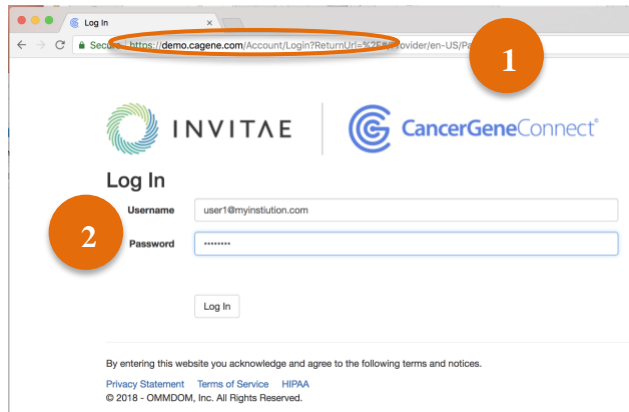 Log In ×
Secure https://demo.cagene.com/Account/Login?ReturnUrl=%2F#/Provider/en-US/Pa
1
INVITAE CancerGeneConnect
Log In
Username user1@myinstiution.com
2
Password ••••••••
Log In
By entering this website you acknowledge and agree to the following terms and notices.
Privacy Statement Terms of Service HIPAA
© 2018 - OMMDOM, Inc. All Rights Reserved.